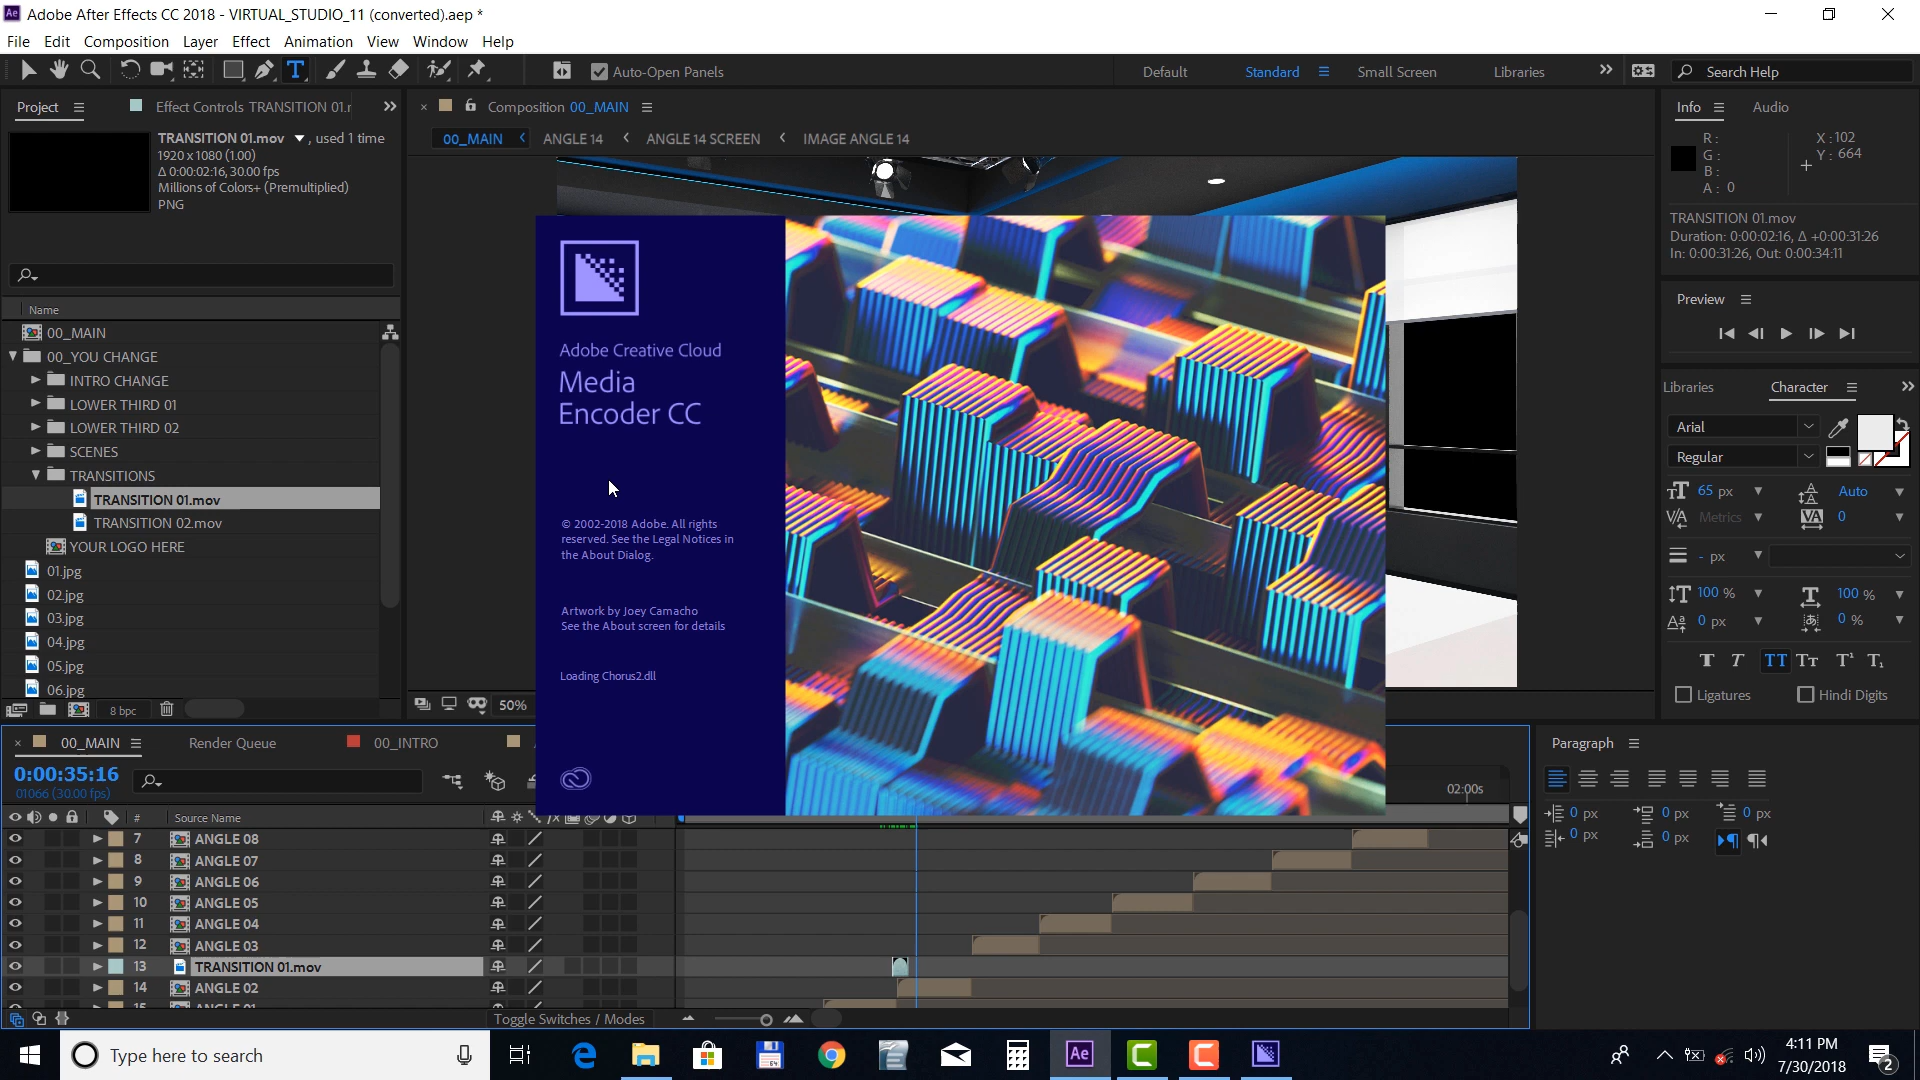 Adobe After Effects CC 2018 - VIRTUAL_STUDIO_11 (converted).aep *
File Edit Composition Layer Effect Animation View Window Help
Auto-Open Panels
Default Standard Small Screen Libraries Search Help
Project Effect Controls TRANSITION 01.r
Composition 00_MAIN
Info Audio
TRANSITION 01.mov , used 1 time
1920 x 1080 (1.00)
Δ 0:00:02:16, 30.00 fps
Millions of Colors+ (Premultiplied)
PNG
00_MAIN ANGLE 14 ANGLE 14 SCREEN IMAGE ANGLE 14
R :
G :
B :
A : 0
X : 102
Y : 664
TRANSITION 01.mov
Duration: 0:00:02:16, Δ +0:00:31:26
In: 0:00:31:26, Out: 0:00:34:11
Preview
Name
00_MAIN
00_YOU CHANGE
INTRO CHANGE
LOWER THIRD 01
LOWER THIRD 02
SCENES
TRANSITIONS
TRANSITION 01.mov
TRANSITION 02.mov
YOUR LOGO HERE
01.jpg
02.jpg
03.jpg
04.jpg
05.jpg
06.jpg
8 bpc
Adobe Creative Cloud
Media
Encoder CC
© 2002-2018 Adobe. All rights
reserved. See the Legal Notices in
the About Dialog.
Artwork by Joey Camacho
See the About screen for details
Loading Chorus2.dll
50%
Libraries Character
Arial
Regular
65 px Auto
Metrics 0
- px
100 % 100 %
0 px 0 %
Ligatures Hindi Digits
00_MAIN Render Queue 00_INTRO
0:00:35:16
01066 (30.00 fps)
02:00s
# Source Name
7 ANGLE 08
8 ANGLE 07
9 ANGLE 06
10 ANGLE 05
11 ANGLE 04
12 ANGLE 03
13 TRANSITION 01.mov
14 ANGLE 02
15 ANGLE 01
Toggle Switches / Modes
Paragraph
0 px 0 px 0 px
0 px 0 px
Type here to search
Ae
4:11 PM
7/30/2018
2